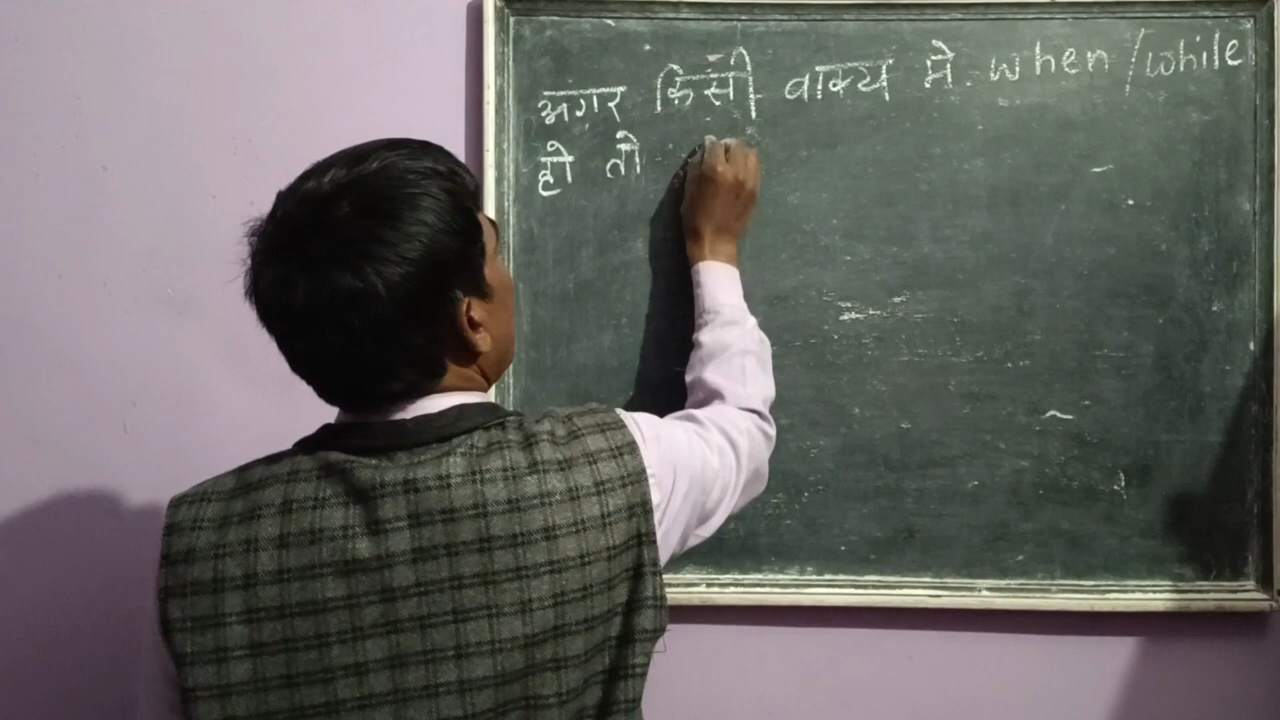 अगर किसी वाक्य मे when/while
हो तो